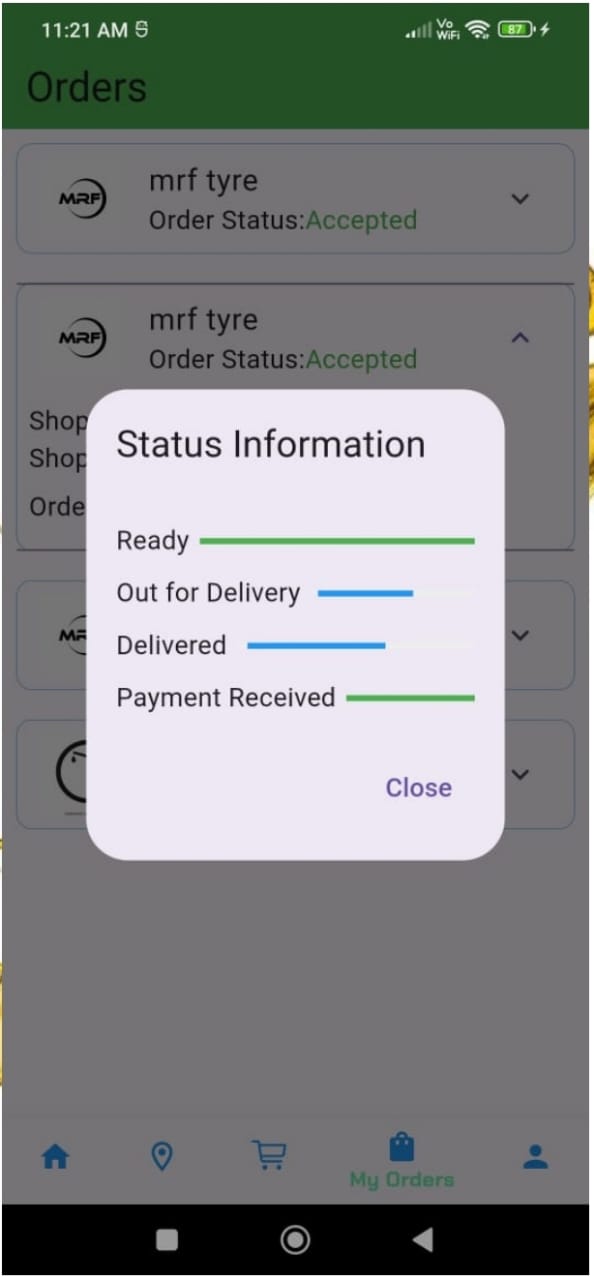 11:21 AM
Vo
WiFi
87
Orders
MRF
mrf tyre
Order Status:Accepted
MRF
mrf tyre
Order Status:Accepted
Shop
Shop
Orde
Status Information
Ready
Out for Delivery
Delivered
Payment Received
Close
My Orders